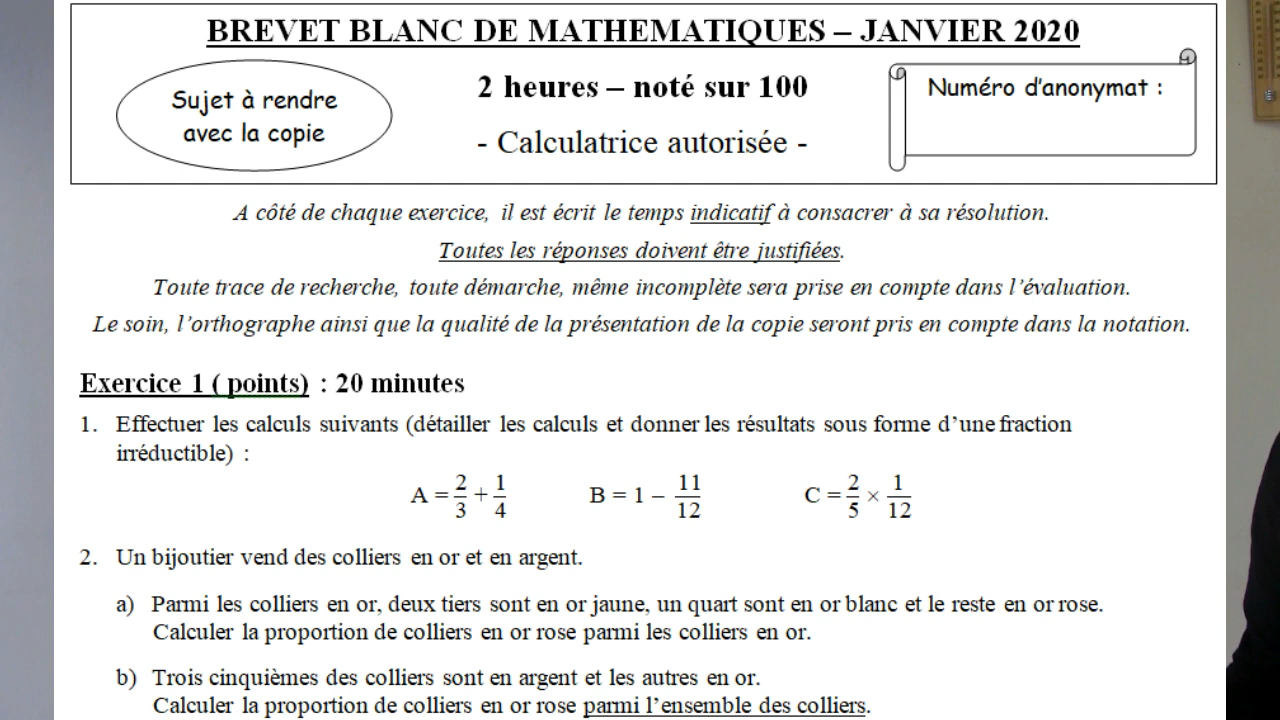 BREVET BLANC DE MATHEMATIQUES – JANVIER 2020
Sujet à rendre
avec la copie
2 heures – noté sur 100
- Calculatrice autorisée -
Numéro d'anonymat :
A côté de chaque exercice, il est écrit le temps indicatif à consacrer à sa résolution.
Toutes les réponses doivent être justifiées.
Toute trace de recherche, toute démarche, même incomplète sera prise en compte dans l'évaluation.
Le soin, l'orthographe ainsi que la qualité de la présentation de la copie seront pris en compte dans la notation.
Exercice 1 ( points) : 20 minutes
1. Effectuer les calculs suivants (détailler les calculs et donner les résultats sous forme d'une fraction
irréductible) :
A = 2/3 + 1/4 B = 1 – 11/12 C = 2/5 × 1/12
2. Un bijoutier vend des colliers en or et en argent.
a) Parmi les colliers en or, deux tiers sont en or jaune, un quart sont en or blanc et le reste en or rose.
Calculer la proportion de colliers en or rose parmi les colliers en or.
b) Trois cinquièmes des colliers sont en argent et les autres en or.
Calculer la proportion de colliers en or rose parmi l'ensemble des colliers.